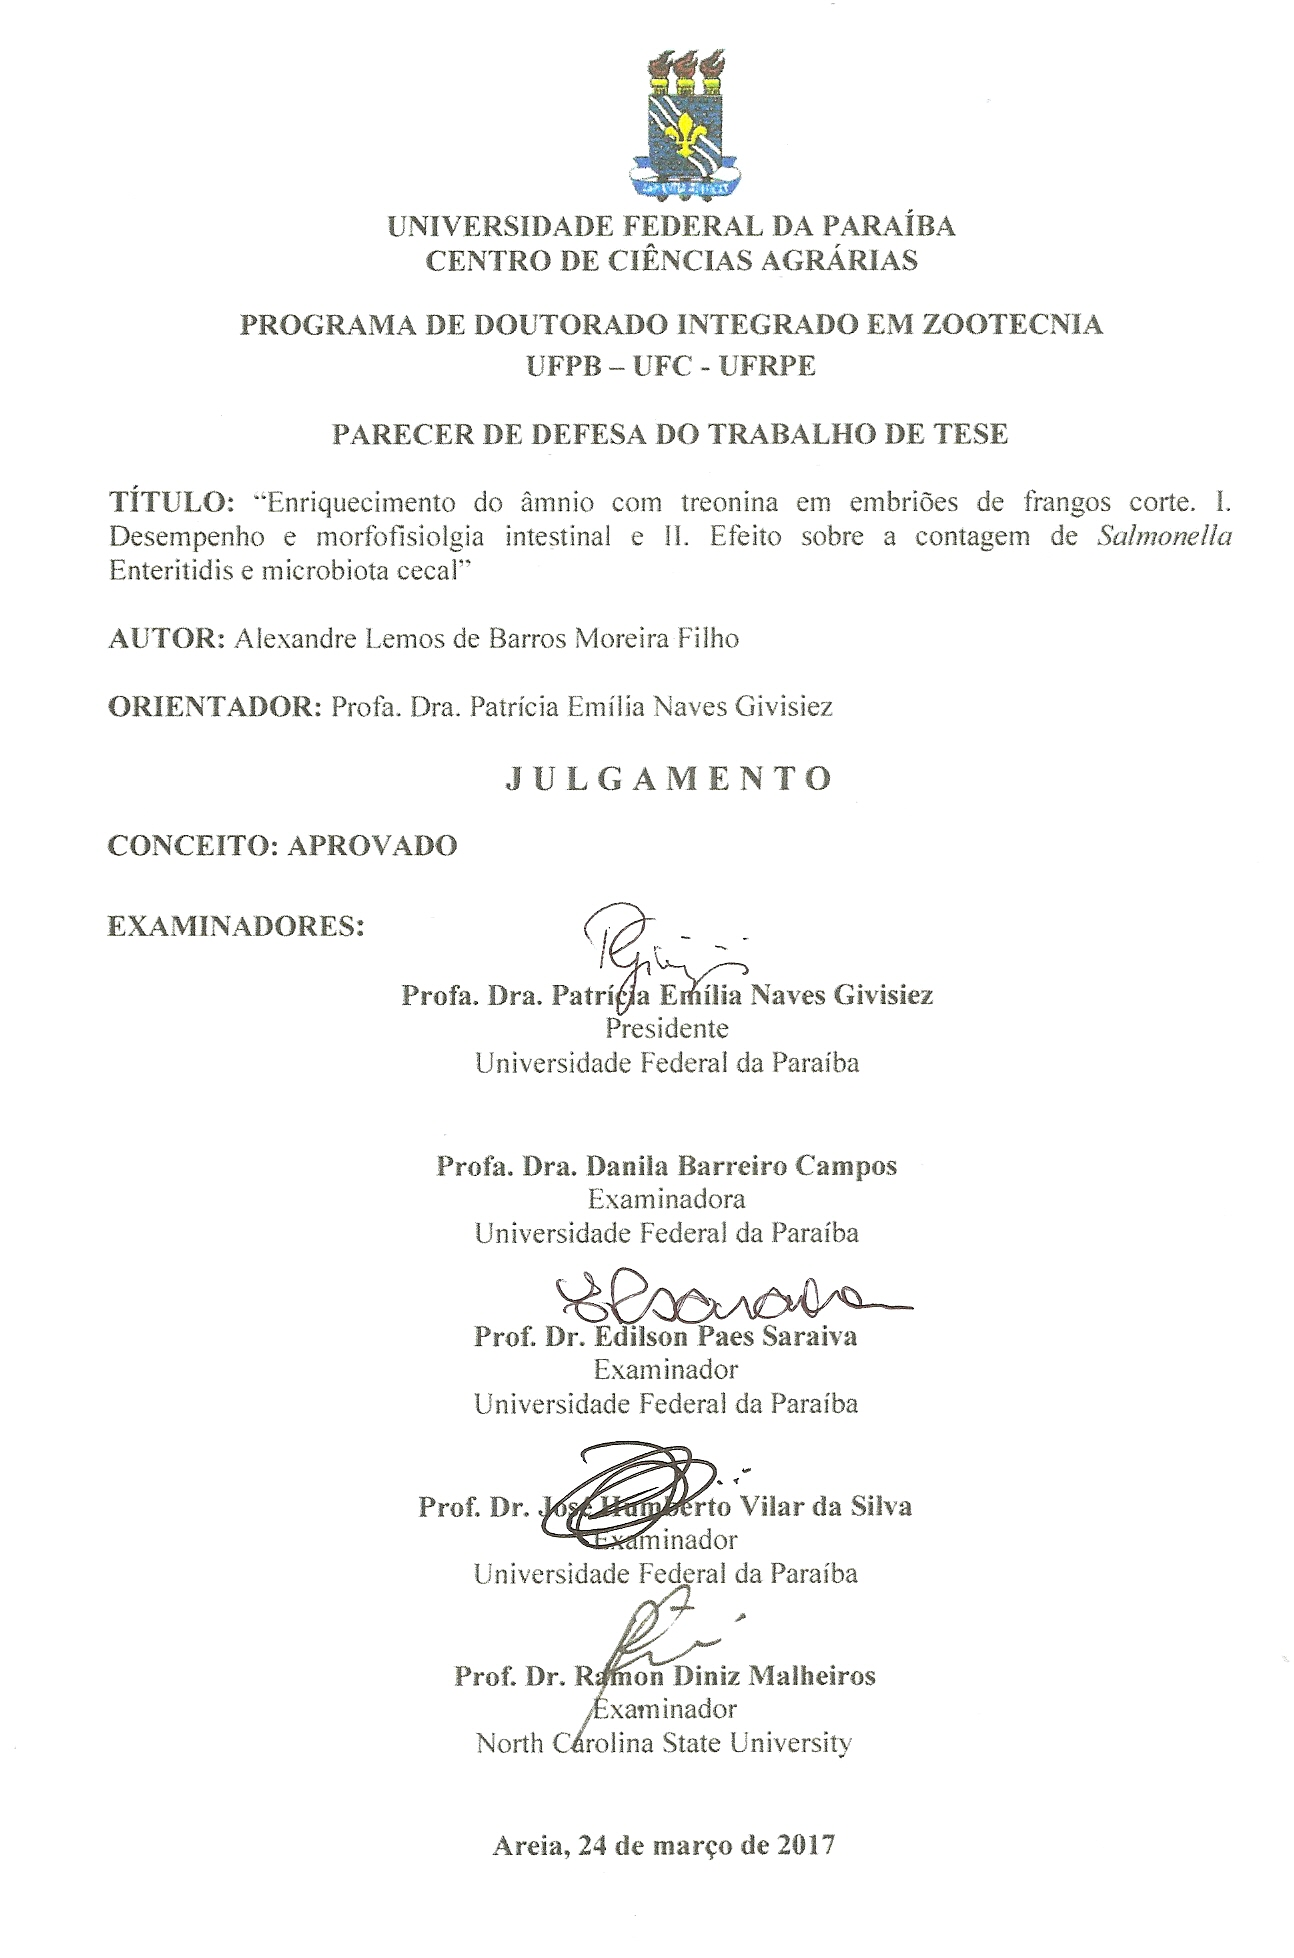 UNIVERSIDADE FEDERAL DA PARAÍBA
CENTRO DE CIÊNCIAS AGRÁRIAS
PROGRAMA DE DOUTORADO INTEGRADO EM ZOOTECNIA
UFPB – UFC - UFRPE
PARECER DE DEFESA DO TRABALHO DE TESE
TÍTULO: “Enriquecimento do âmnio com treonina em embriões de frangos corte. I.
Desempenho e morfofisiolgia intestinal e II. Efeito sobre a contagem de Salmonella
Enteritidis e microbiota cecal”
AUTOR: Alexandre Lemos de Barros Moreira Filho
ORIENTADOR: Profa. Dra. Patrícia Emília Naves Givisiez
J U L G A M E N T O
CONCEITO: APROVADO
EXAMINADORES:
Profa. Dra. Patrícia Emília Naves Givisiez
Presidente
Universidade Federal da Paraíba
Profa. Dra. Danila Barreiro Campos
Examinadora
Universidade Federal da Paraíba
Prof. Dr. Edilson Paes Saraiva
Examinador
Universidade Federal da Paraíba
Prof. Dr. José Humberto Vilar da Silva
Examinador
Universidade Federal da Paraíba
Prof. Dr. Ramon Diniz Malheiros
Examinador
North Carolina State University
Areia, 24 de março de 2017